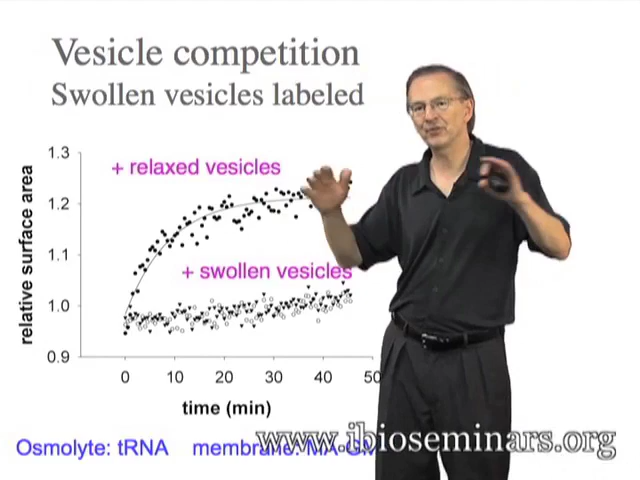 Vesicle competition
Swollen vesicles labeled
+ relaxed vesicles
+ swollen vesicles
relative surface area
1.3
1.2
1.1
1.0
0.9
0 10 20 30 40 50
time (min)
Osmolyte: tRNA membrane:
www.ibioseminars.org